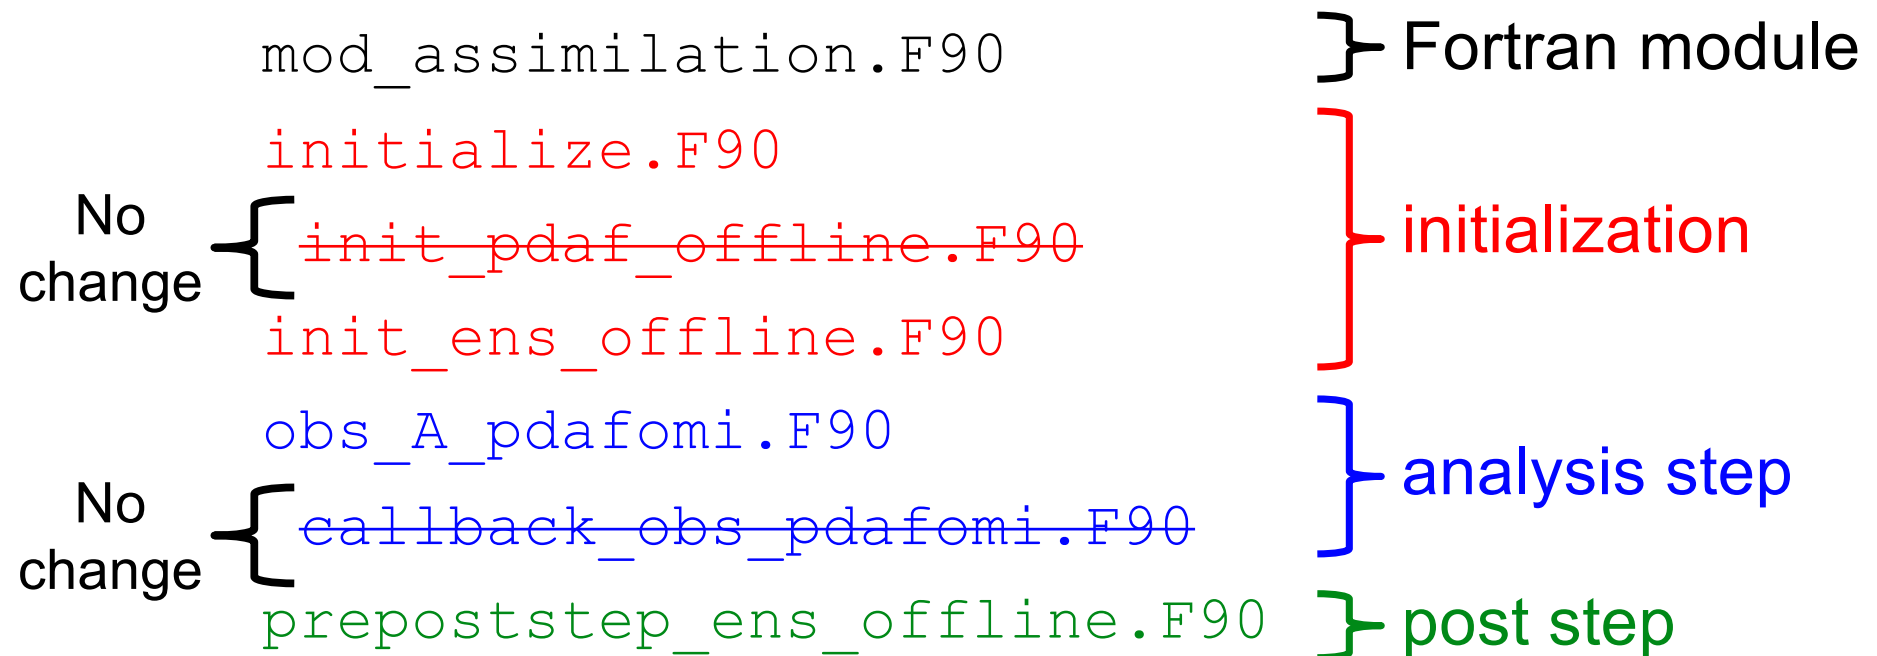 mod_assimilation.F90
Fortran module
initialize.F90
No
change
init_pdaf_offline.F90
initialization
init_ens_offline.F90
obs_A_pdafomi.F90
analysis step
No
change
callback_obs_pdafomi.F90
prepoststep_ens_offline.F90
post step